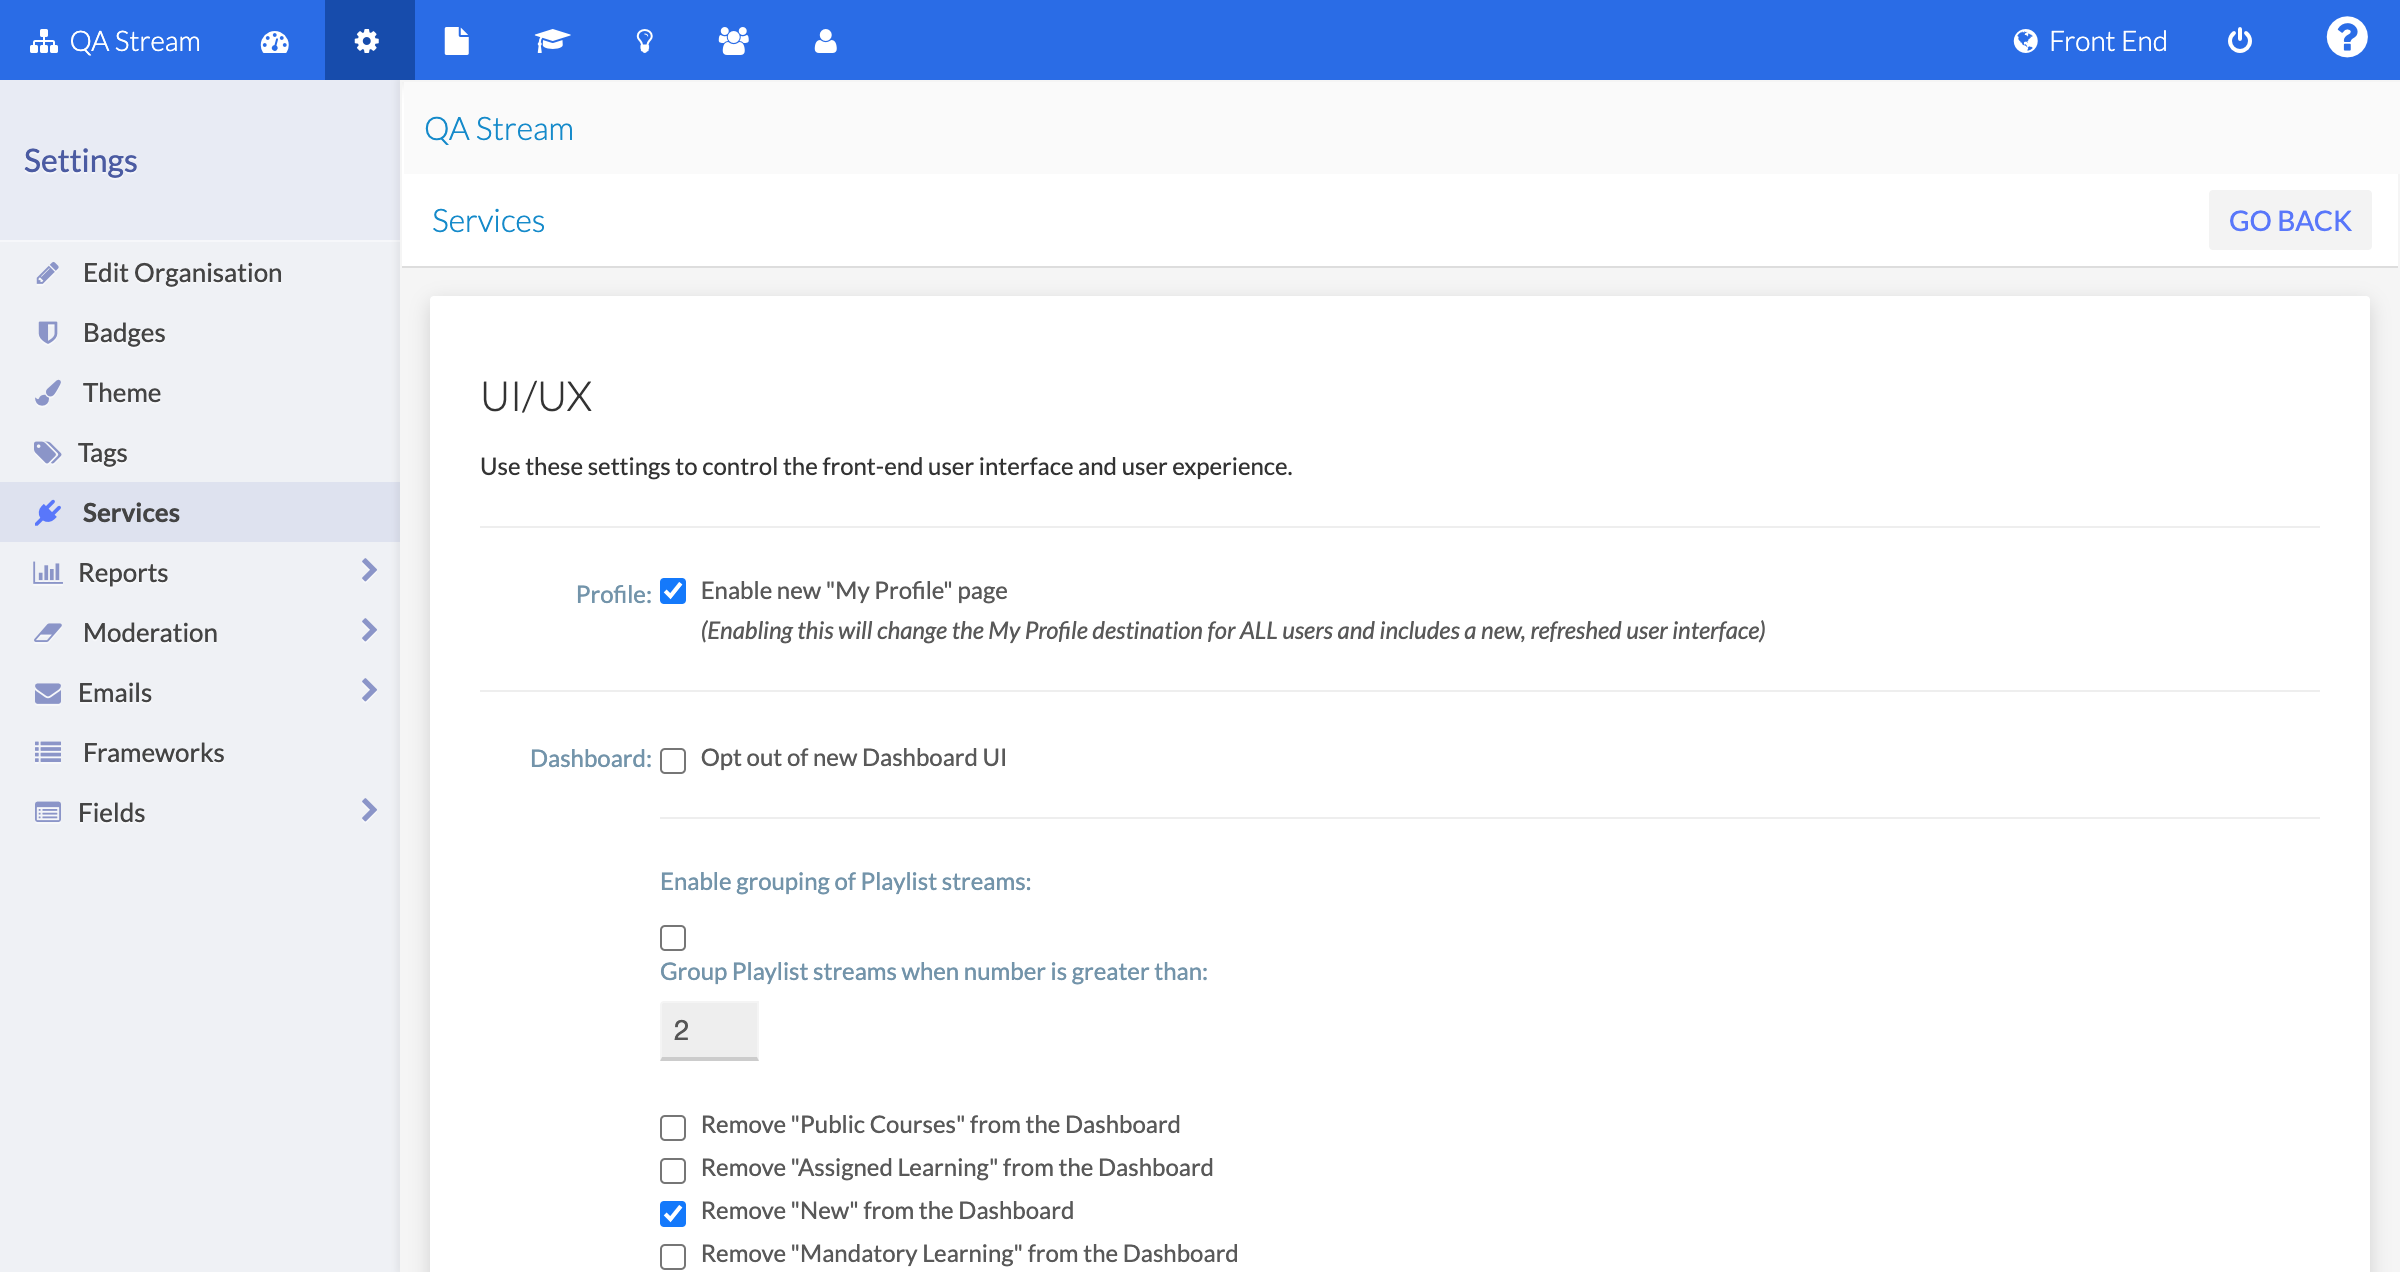 QA Stream
Front End
Settings
Edit Organisation
Badges
Theme
Tags
Services
Reports
Moderation
Emails
Frameworks
Fields
QA Stream
Services
GO BACK
UI/UX
Use these settings to control the front-end user interface and user experience.
Profile: Enable new "My Profile" page
(Enabling this will change the My Profile destination for ALL users and includes a new, refreshed user interface)
Dashboard: Opt out of new Dashboard UI
Enable grouping of Playlist streams:
Group Playlist streams when number is greater than:
2
Remove "Public Courses" from the Dashboard
Remove "Assigned Learning" from the Dashboard
Remove "New" from the Dashboard
Remove "Mandatory Learning" from the Dashboard